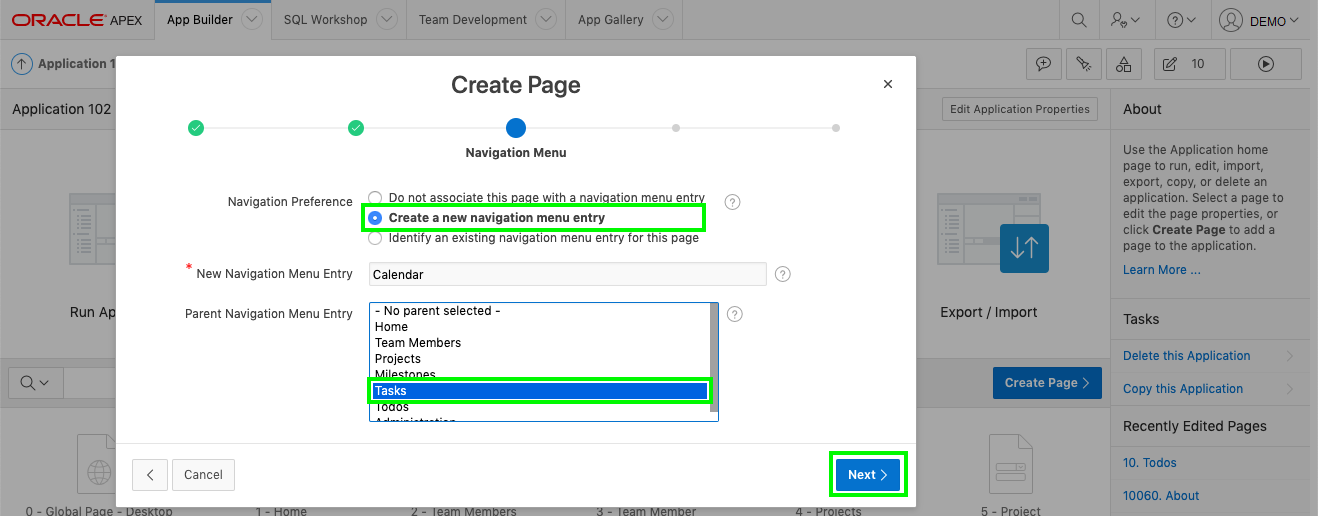 ORACLE APEX App Builder SQL Workshop Team Development App Gallery DEMO
Application 1
10
Application 102
Edit Application Properties
About
Create Page
Navigation Menu
Navigation Preference
Do not associate this page with a navigation menu entry
Create a new navigation menu entry
Identify an existing navigation menu entry for this page
* New Navigation Menu Entry
Calendar
Parent Navigation Menu Entry
- No parent selected -
Home
Team Members
Projects
Milestones
Tasks
Todos
Administration
Cancel
Next
Run Ap
Export / Import
Create Page
Use the Application home
page to run, edit, import,
export, copy, or delete an
application. Select a page to
edit the page properties, or
click Create Page to add a
page to the application.
Learn More ...
Tasks
Delete this Application
Copy this Application
Recently Edited Pages
10. Todos
10060. About
0 - Global Page - Desktop
1 - Home
2 - Team Members
3 - Team Member
4 - Projects
5 - Project